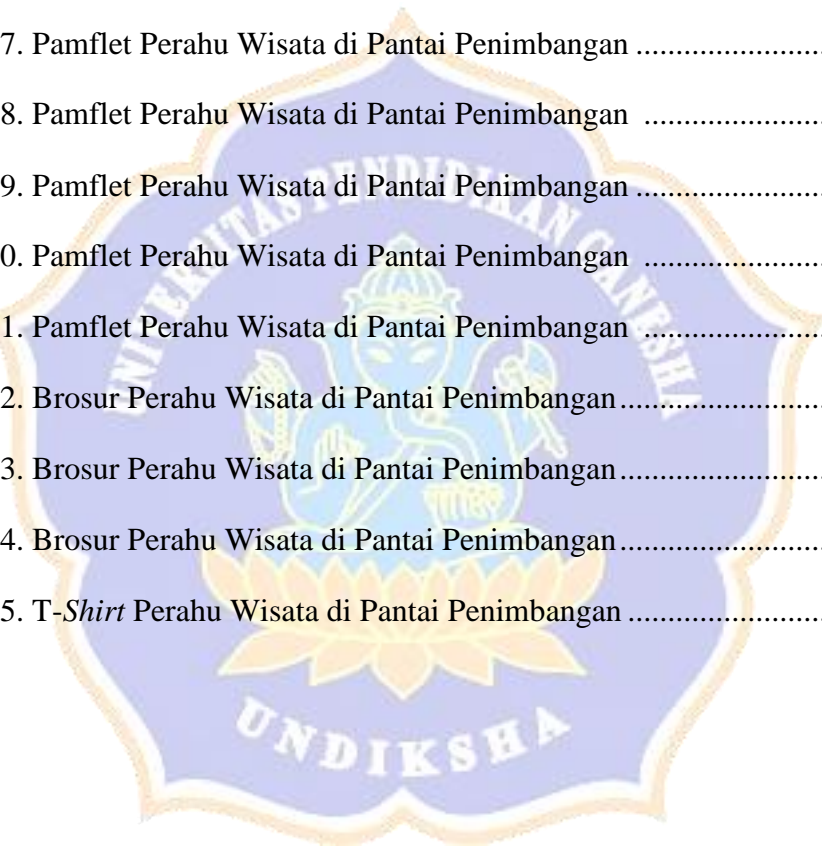 7. Pamflet Perahu Wisata di Pantai Penimbangan .......................
8. Pamflet Perahu Wisata di Pantai Penimbangan ......................
9. Pamflet Perahu Wisata di Pantai Penimbangan .......................
0. Pamflet Perahu Wisata di Pantai Penimbangan ......................
1. Pamflet Perahu Wisata di Pantai Penimbangan ......................
2. Brosur Perahu Wisata di Pantai Penimbangan.........................
3. Brosur Perahu Wisata di Pantai Penimbangan.........................
4. Brosur Perahu Wisata di Pantai Penimbangan.........................
5. T-Shirt Perahu Wisata di Pantai Penimbangan ........................
UNIVERSITAS PENDIDIKAN GANESHA
UNDIKSHA